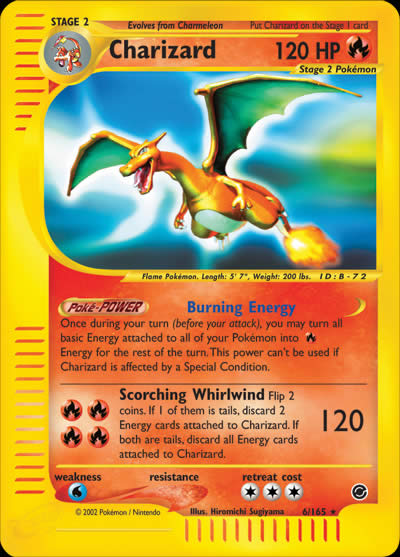 STAGE 2 Evolves from Charmeleon Put Charizard on the Stage 1 card
Charizard 120 HP
Stage 2 Pokémon
Flame Pokémon. Length: 5' 7", Weight: 200 lbs. ID:B-72
Poké-POWER Burning Energy
Once during your turn (before your attack), you may turn all
basic Energy attached to all of your Pokémon into
Energy for the rest of the turn. This power can't be used if
Charizard is affected by a Special Condition.
Scorching Whirlwind Flip 2
coins. If 1 of them is tails, discard 2
Energy cards attached to Charizard. If
both are tails, discard all Energy cards
attached to Charizard.
120
weakness resistance retreat cost
© 2002 Pokémon / Nintendo Illus. Hiromichi Sugiyama 6/165 ★